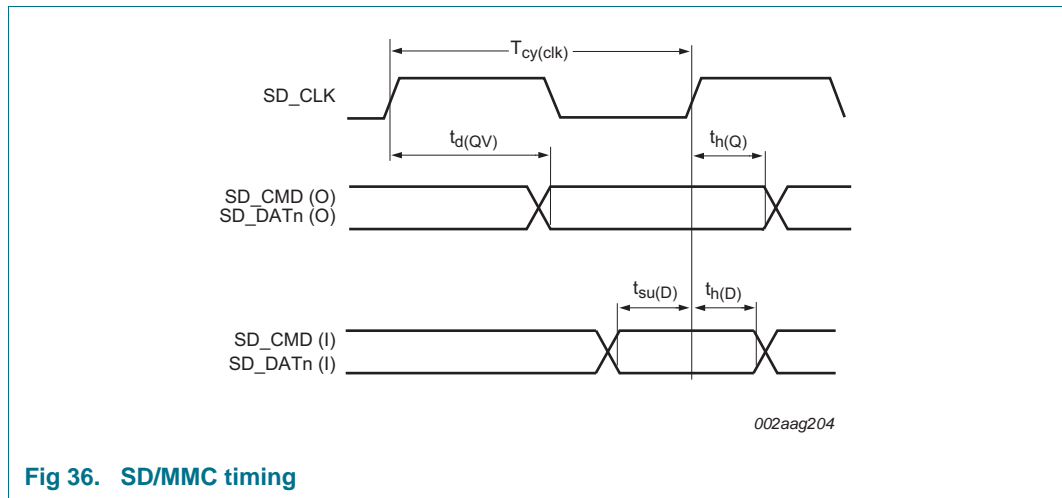 Tcy(clk)
SD_CLK
td(QV)
th(Q)
SD_CMD (O)
SD_DATn (O)
tsu(D)
th(D)
SD_CMD (I)
SD_DATn (I)
002aag204
Fig 36. SD/MMC timing